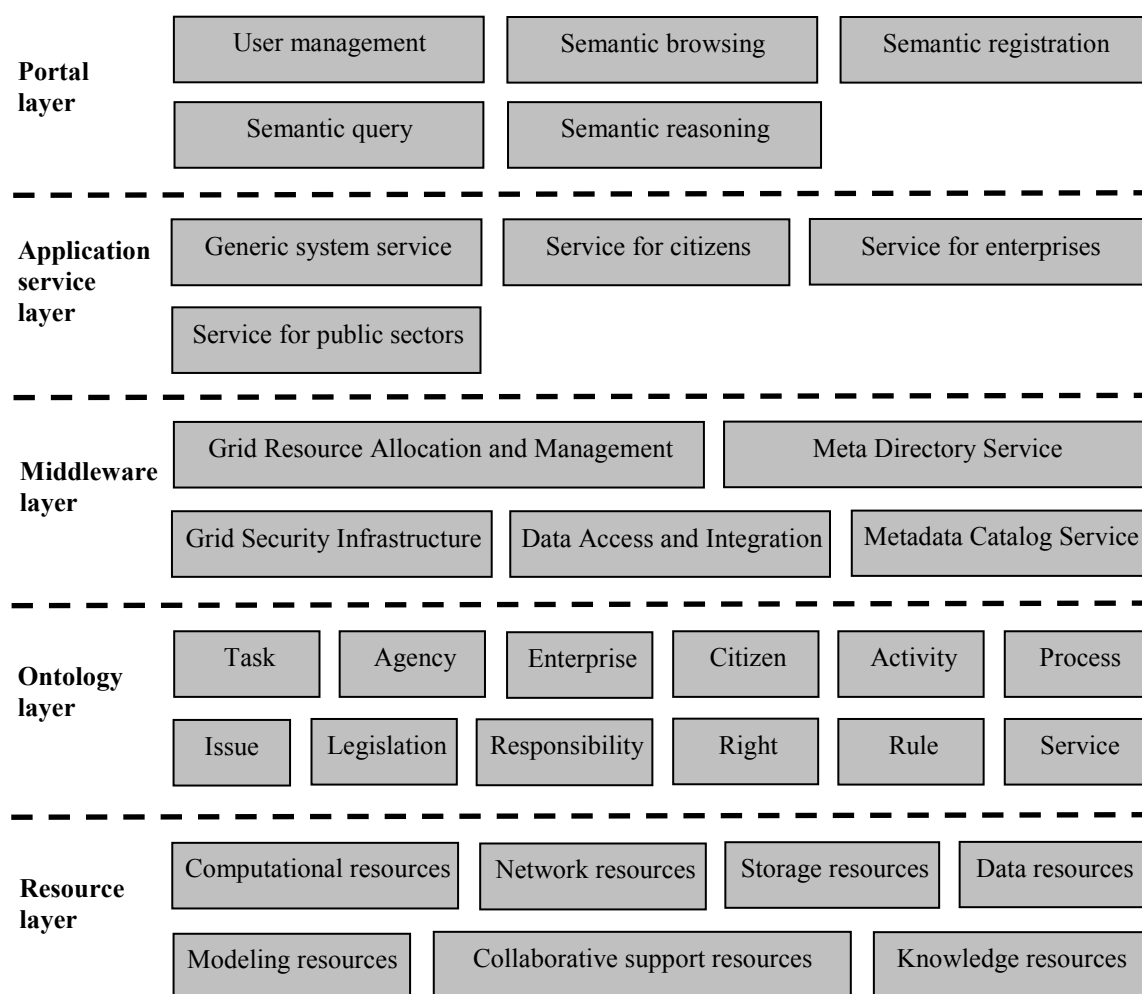 Portal
layer
User management
Semantic browsing
Semantic registration
Semantic query
Semantic reasoning
Application
service
layer
Generic system service
Service for citizens
Service for enterprises
Service for public sectors
Middleware
layer
Grid Resource Allocation and Management
Meta Directory Service
Grid Security Infrastructure
Data Access and Integration
Metadata Catalog Service
Ontology
layer
Task
Agency
Enterprise
Citizen
Activity
Process
Issue
Legislation
Responsibility
Right
Rule
Service
Resource
layer
Computational resources
Network resources
Storage resources
Data resources
Modeling resources
Collaborative support resources
Knowledge resources